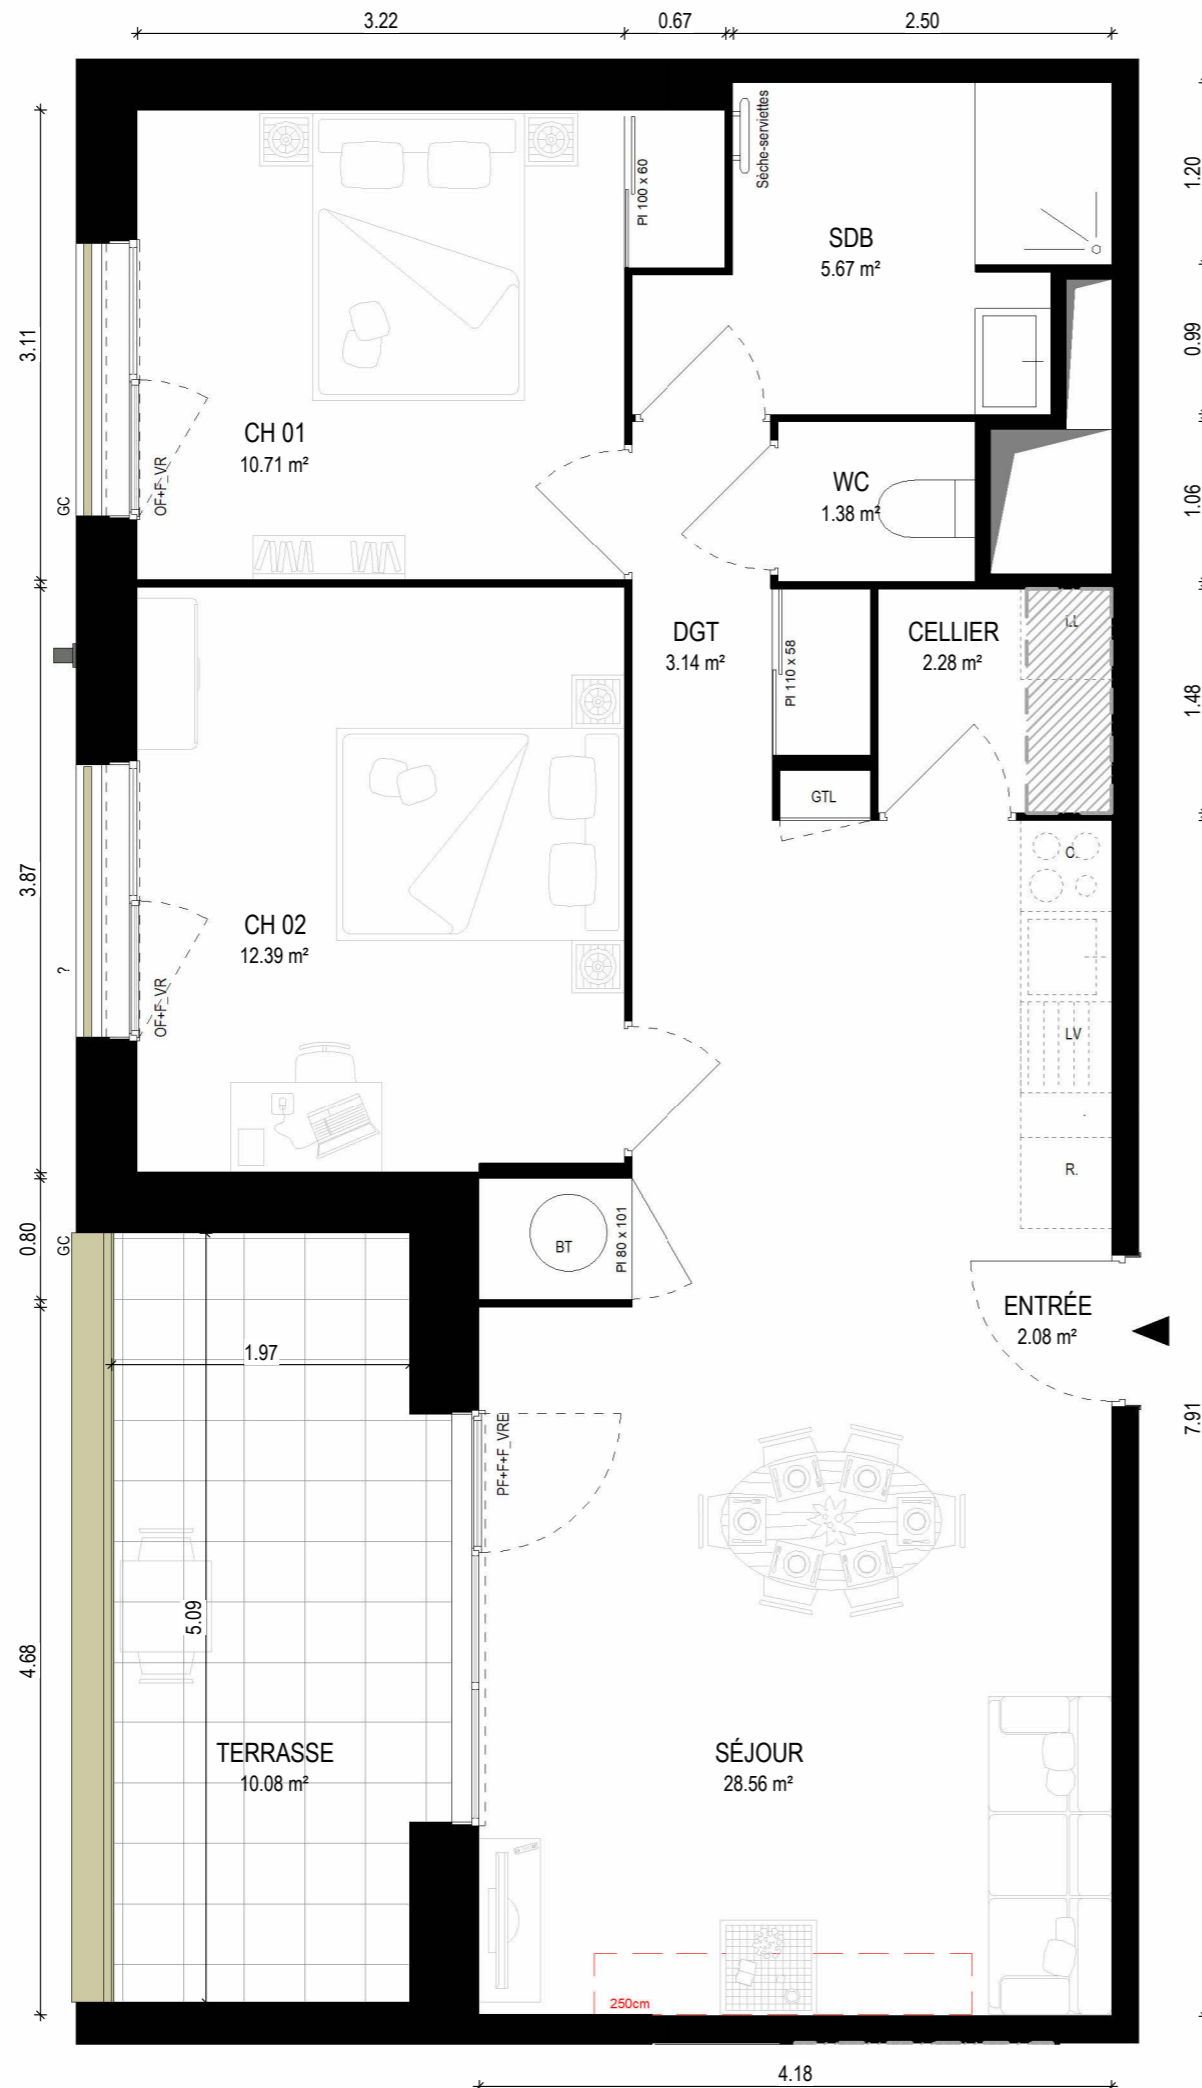 3.22
0.67
2.50
Sèche-serviettes
PI 100 x 60
1.20
SDB
5.67 m²
3.11
0.99
CH 01
10.71 m²
OF+F_VR
GC
WC
1.38 m²
1.06
DGT
3.14 m²
PI 110 x 58
CELLIER
2.28 m²
LL
1.48
GTL
C.
3.87
CH 02
12.39 m²
?
OF+F_VR
LV
R.
0.80
GC
BT
PI 80 x 101
ENTRÉE
2.08 m²
1.97
PF+F+F_VRE
7.91
5.09
4.68
TERRASSE
10.08 m²
SÉJOUR
28.56 m²
250cm
4.18